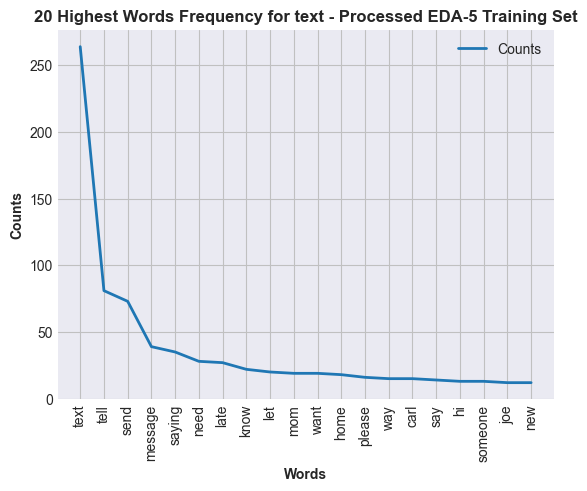 20 Highest Words Frequency for text - Processed EDA-5 Training Set
Counts
250
200
150
100
50
0
Counts
text
tell
send
message
saying
need
late
know
let
mom
want
home
please
way
carl
say
hi
someone
joe
new
Words